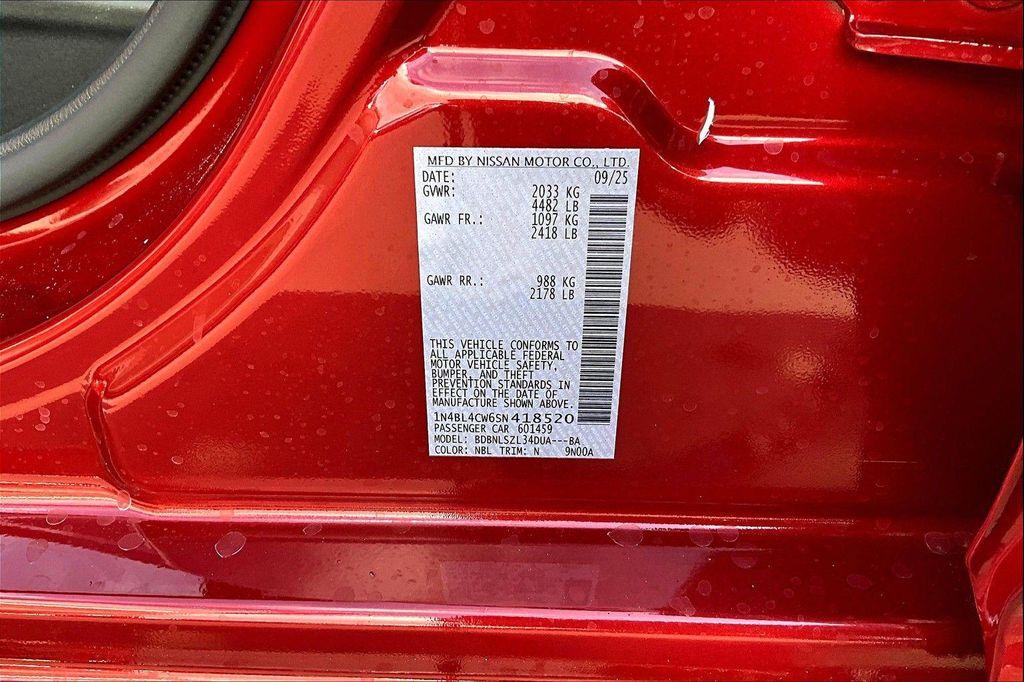 MFD BY NISSAN MOTOR CO., LTD.
DATE: 09/25
GVWR: 2033 KG
4482 LB
GAWR FR.: 1097 KG
2418 LB
GAWR RR.: 988 KG
2178 LB
THIS VEHICLE CONFORMS TO
ALL APPLICABLE FEDERAL
MOTOR VEHICLE SAFETY,
BUMPER, AND THEFT
PREVENTION STANDARDS IN
EFFECT ON THE DATE OF
MANUFACTURE SHOWN ABOVE.
1N4BL4CW6SN418520
PASSENGER CAR 601459
MODEL: BDBNLSZL34DUA---BA
COLOR: NBL TRIM: N 9N00A